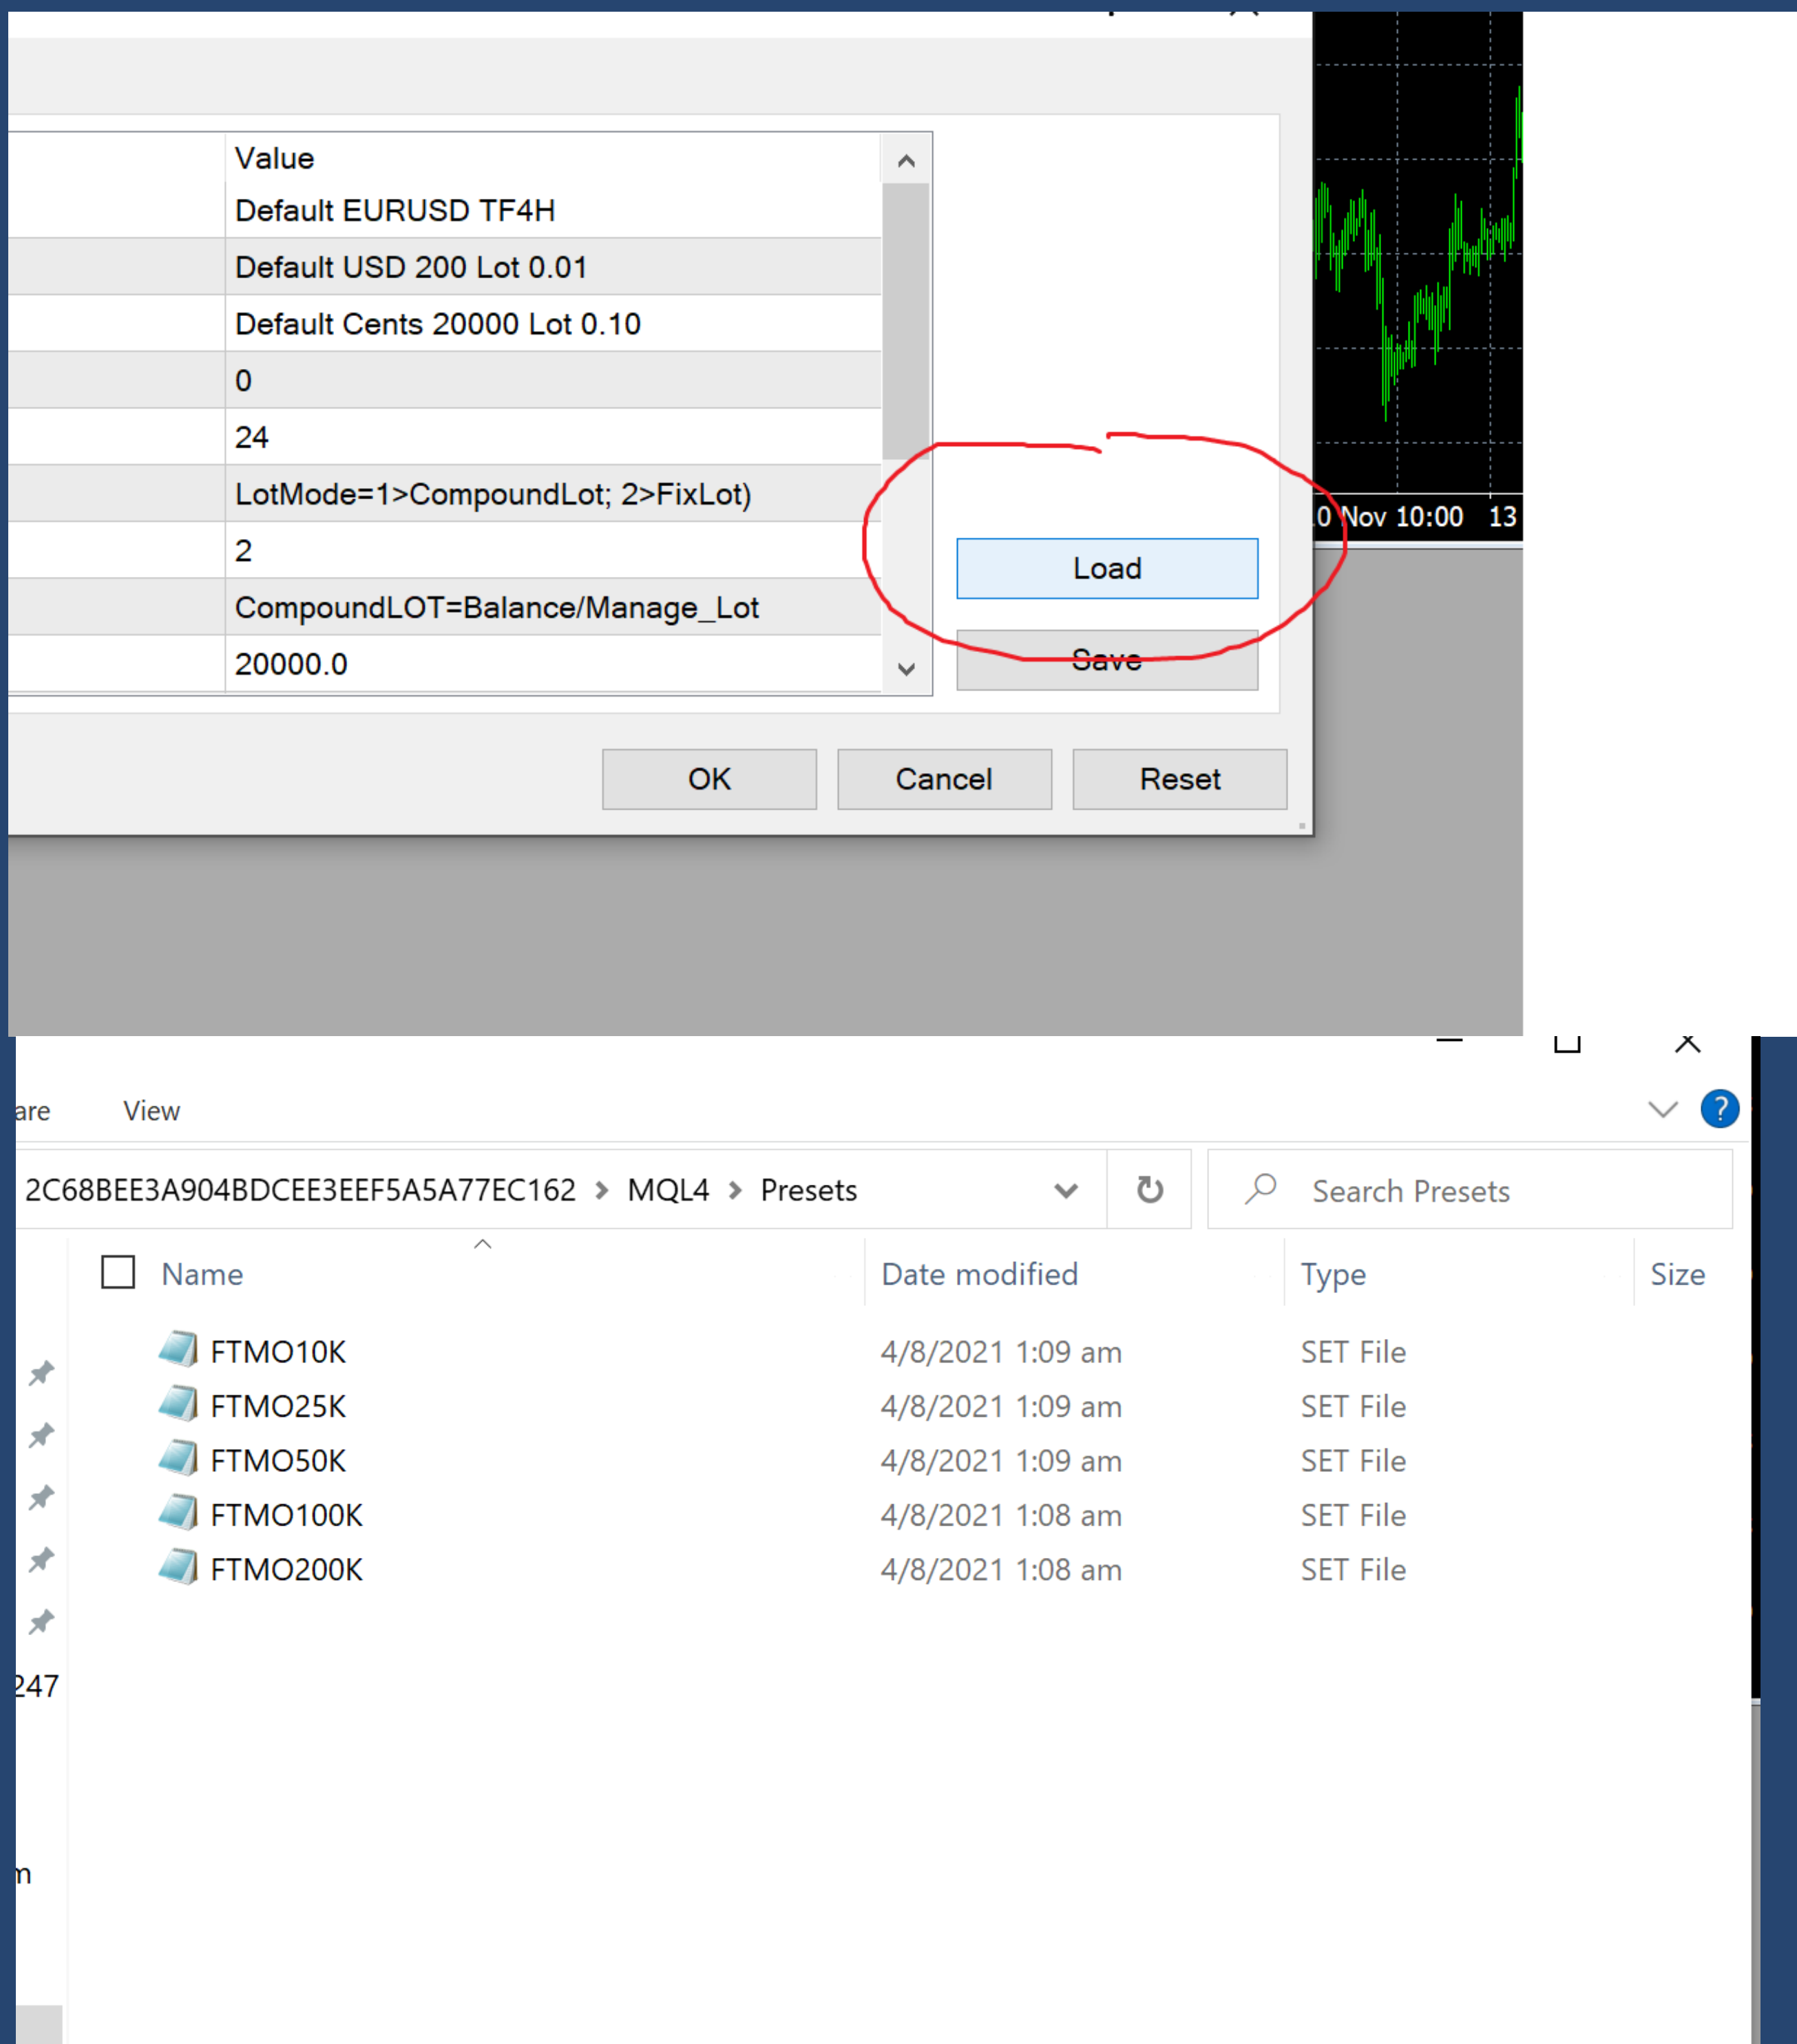 Value
Default EURUSD TF4H
Default USD 200 Lot 0.01
Default Cents 20000 Lot 0.10
0
24
LotMode=1>CompoundLot; 2>FixLot)
2
CompoundLOT=Balance/Manage_Lot
20000.0
Load
Save
OK Cancel Reset
0 Nov 10:00 13
are View
2C68BEE3A904BDCEE3EEF5A5A77EC162 > MQL4 > Presets Search Presets
Name Date modified Type Size
FTMO10K 4/8/2021 1:09 am SET File
FTMO25K 4/8/2021 1:09 am SET File
FTMO50K 4/8/2021 1:09 am SET File
FTMO100K 4/8/2021 1:08 am SET File
FTMO200K 4/8/2021 1:08 am SET File
247
m